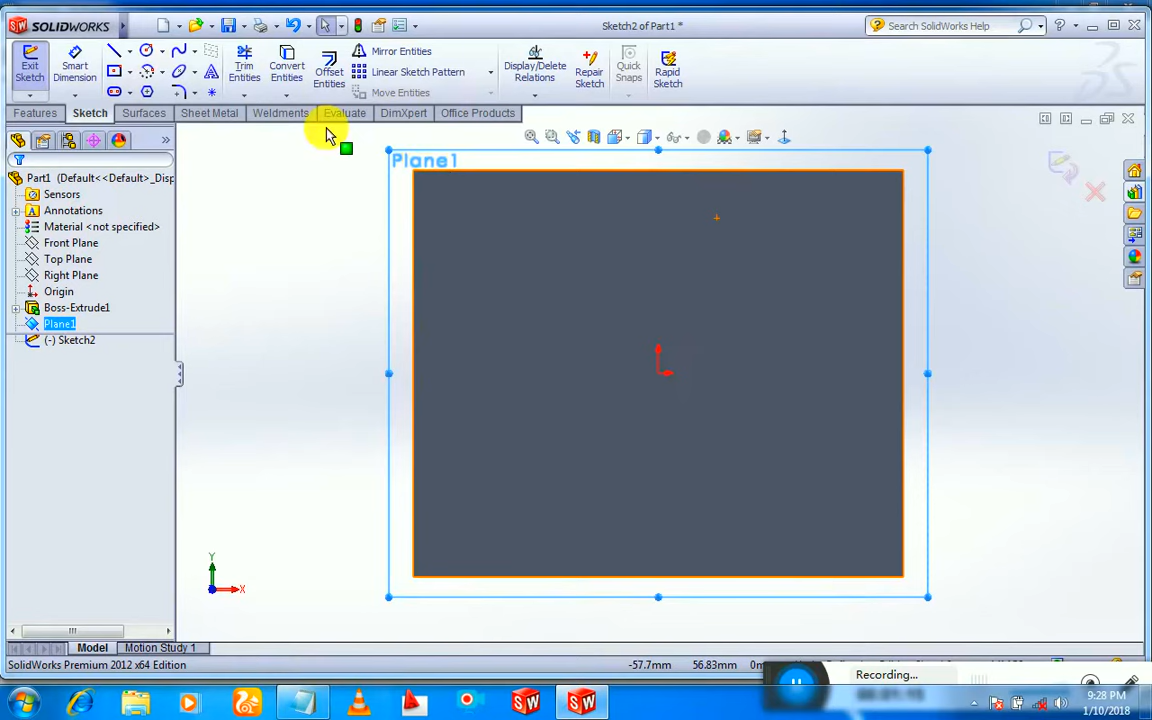 SOLIDWORKS
Sketch2 of Part1 *
Search SolidWorks Help
Exit Sketch
Smart Dimension
Trim Entities
Convert Entities
Offset Entities
Mirror Entities
Linear Sketch Pattern
Move Entities
Display/Delete Relations
Repair Sketch
Quick Snaps
Rapid Sketch
Features
Sketch
Surfaces
Sheet Metal
Weldments
Evaluate
DimXpert
Office Products
Plane1
Part1 (Default<<Default>_Disp
Sensors
Annotations
Material <not specified>
Front Plane
Top Plane
Right Plane
Origin
Boss-Extrude1
Plane1
(-) Sketch2
Y
X
Model
Motion Study 1
SolidWorks Premium 2012 x64 Edition
-57.7mm
56.83mm
Recording...
9:28 PM
1/10/2018